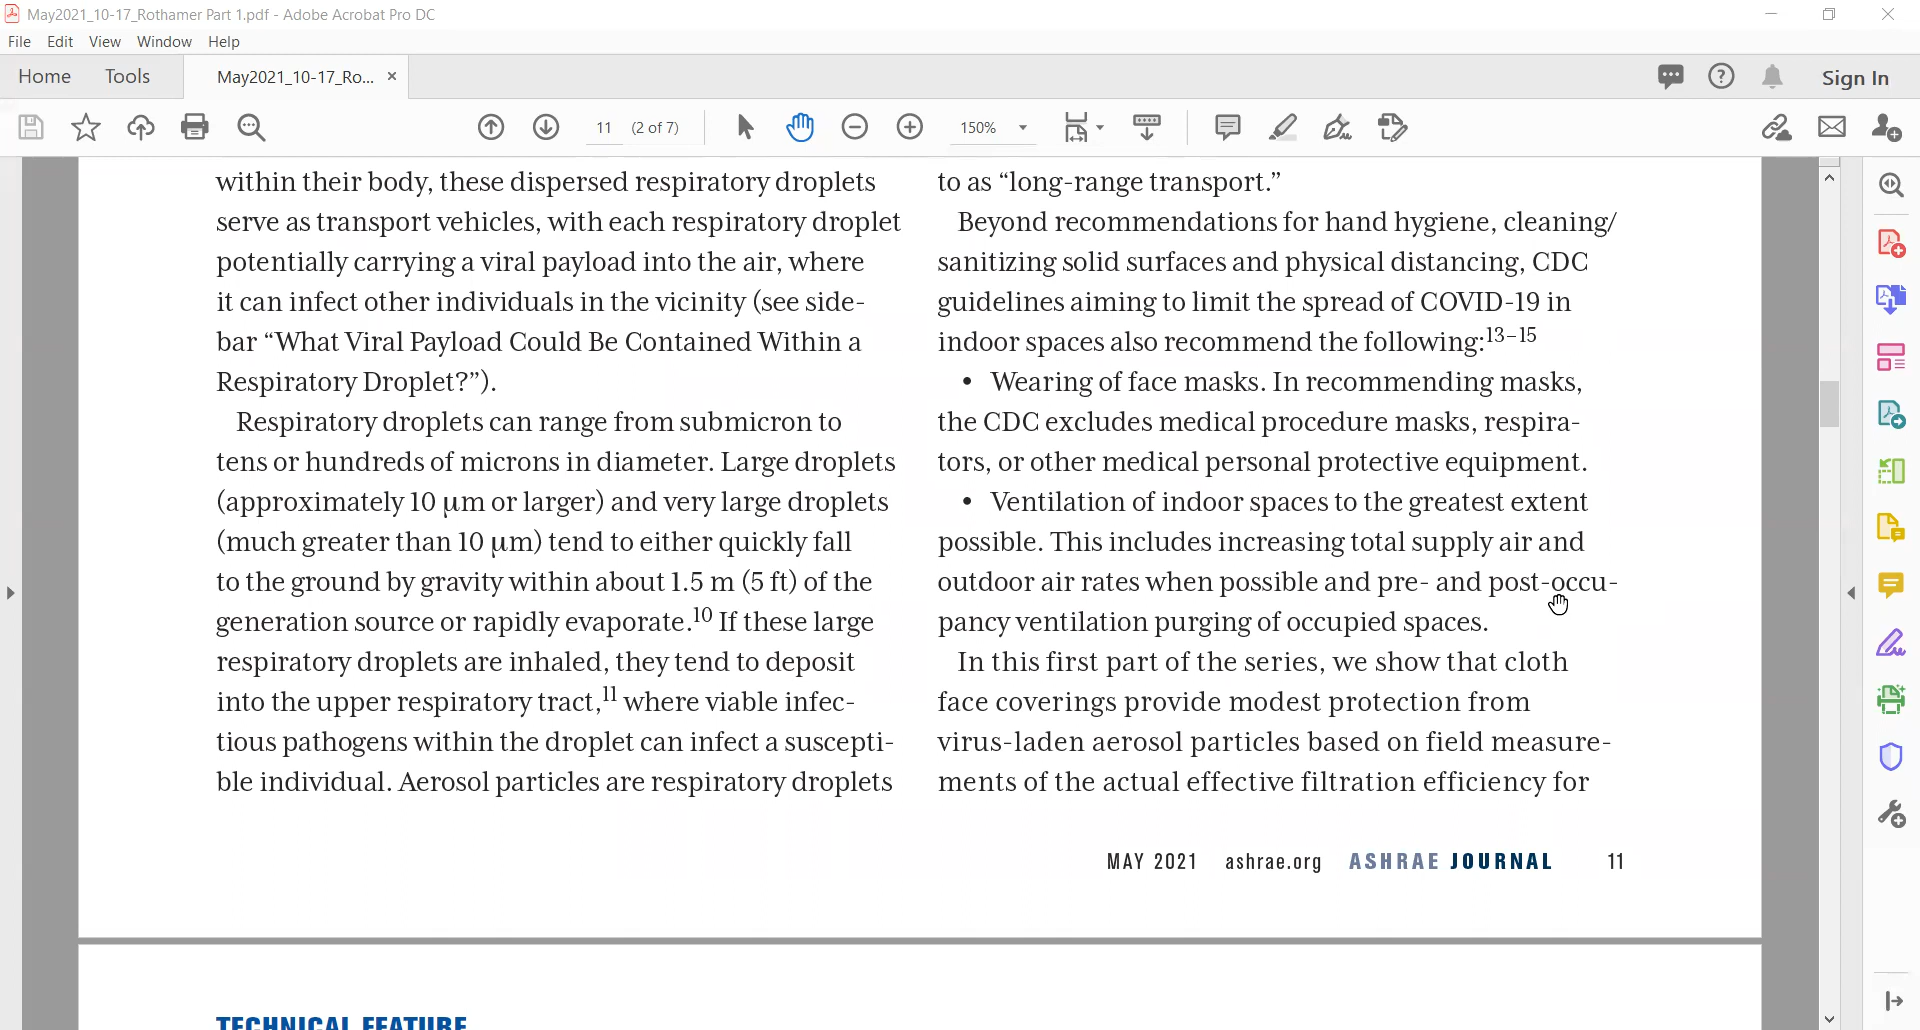 May2021_10-17_Rothamer Part 1.pdf - Adobe Acrobat Pro DC
File Edit View Window Help
Home Tools May2021_10-17_Ro... × Sign In
11 (2 of 7) 150%
within their body, these dispersed respiratory droplets
serve as transport vehicles, with each respiratory droplet
potentially carrying a viral payload into the air, where
it can infect other individuals in the vicinity (see side-
bar “What Viral Payload Could Be Contained Within a
Respiratory Droplet?”).
Respiratory droplets can range from submicron to
tens or hundreds of microns in diameter. Large droplets
(approximately 10 µm or larger) and very large droplets
(much greater than 10 µm) tend to either quickly fall
to the ground by gravity within about 1.5 m (5 ft) of the
generation source or rapidly evaporate.10 If these large
respiratory droplets are inhaled, they tend to deposit
into the upper respiratory tract,11 where viable infec-
tious pathogens within the droplet can infect a suscepti-
ble individual. Aerosol particles are respiratory droplets
to as “long-range transport.”
Beyond recommendations for hand hygiene, cleaning/
sanitizing solid surfaces and physical distancing, CDC
guidelines aiming to limit the spread of COVID-19 in
indoor spaces also recommend the following:13–15
• Wearing of face masks. In recommending masks,
the CDC excludes medical procedure masks, respira-
tors, or other medical personal protective equipment.
• Ventilation of indoor spaces to the greatest extent
possible. This includes increasing total supply air and
outdoor air rates when possible and pre- and post-occu-
pancy ventilation purging of occupied spaces.
In this first part of the series, we show that cloth
face coverings provide modest protection from
virus-laden aerosol particles based on field measure-
ments of the actual effective filtration efficiency for
MAY 2021 ashrae.org ASHRAE JOURNAL 11
TECHNICAL FEATURE